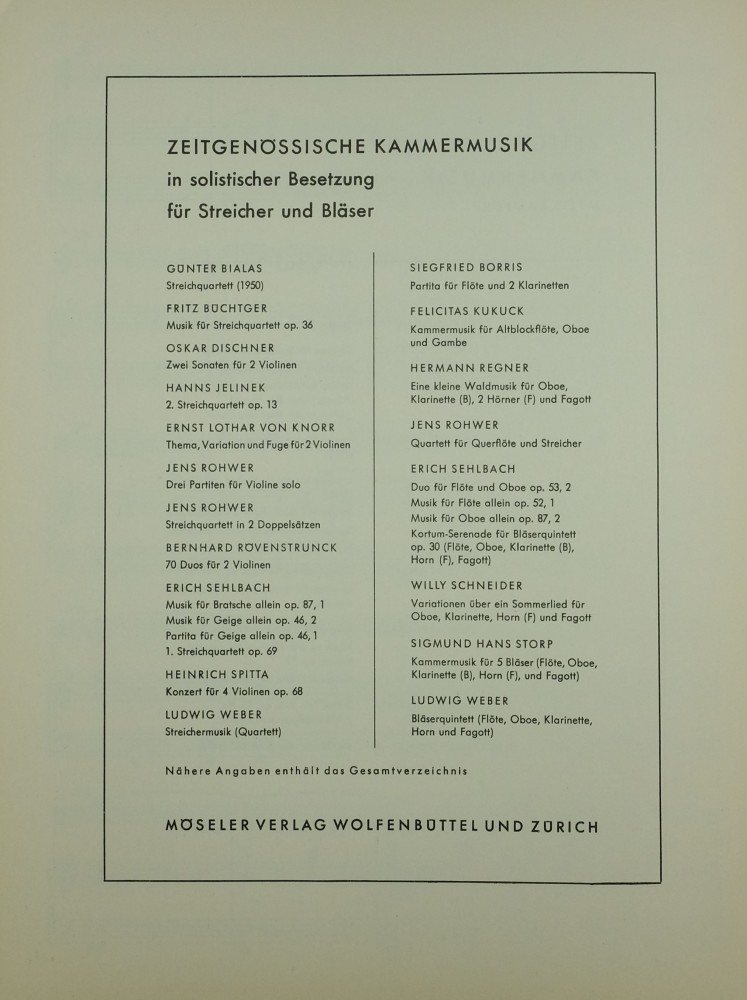 ZEITGENÖSSISCHE KAMMERMUSIK
in solistischer Besetzung
für Streicher und Bläser
GÜNTER BIALAS
Streichquartett (1950)
FRITZ BÜCHTGER
Musik für Streichquartett op. 36
OSKAR DISCHNER
Zwei Sonaten für 2 Violinen
HANNS JELINEK
2. Streichquartett op. 13
ERNST LOTHAR VON KNORR
Thema, Variation und Fuge für 2 Violinen
JENS ROHWER
Drei Partiten für Violine solo
JENS ROHWER
Streichquartett in 2 Doppelsätzen
BERNHARD RÖVENSTRUNCK
70 Duos für 2 Violinen
ERICH SEHLBACH
Musik für Bratsche allein op. 87, 1
Musik für Geige allein op. 46, 2
Partita für Geige allein op. 46, 1
1. Streichquartett op. 69
HEINRICH SPITTA
Konzert für 4 Violinen op. 68
LUDWIG WEBER
Streichermusik (Quartett)
SIEGFRIED BORRIS
Partita für Flöte und 2 Klarinetten
FELICITAS KUKUCK
Kammermusik für Altblockflöte, Oboe
und Gambe
HERMANN REGNER
Eine kleine Waldmusik für Oboe,
Klarinette (B), 2 Hörner (F) und Fagott
JENS ROHWER
Quartett für Querflöte und Streicher
ERICH SEHLBACH
Duo für Flöte und Oboe op. 53, 2
Musik für Flöte allein op. 52, 1
Musik für Oboe allein op. 87, 2
Kortum-Serenade für Bläserquintett
op. 30 (Flöte, Oboe, Klarinette (B),
Horn (F), Fagott)
WILLY SCHNEIDER
Variationen über ein Sommerlied für
Oboe, Klarinette, Horn (F) und Fagott
SIGMUND HANS STORP
Kammermusik für 5 Bläser (Flöte, Oboe,
Klarinette (B), Horn (F), und Fagott)
LUDWIG WEBER
Bläserquintett (Flöte, Oboe, Klarinette,
Horn und Fagott)
Nähere Angaben enthält das Gesamtverzeichnis
MÖSELER VERLAG WOLFENBÜTTEL UND ZÜRICH